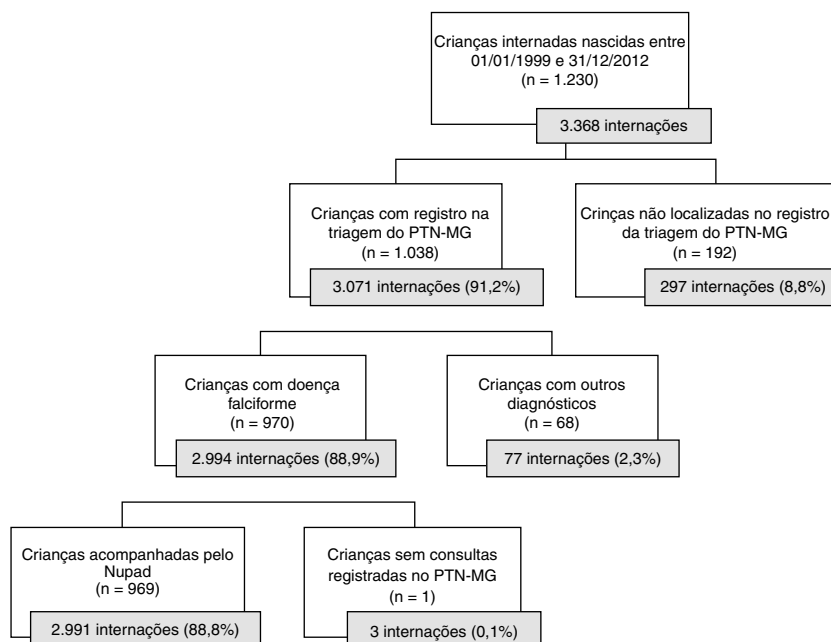 Crianças internadas nascidas entre
01/01/1999 e 31/12/2012
(n = 1.230)
3.368 internações
Crianças com registro na
triagem do PTN-MG
(n = 1.038)
3.071 internações (91,2%)
Crinças não localizadas no registro
da triagem do PTN-MG
(n = 192)
297 internações (8,8%)
Crianças com doença
falciforme
(n = 970)
2.994 internações (88,9%)
Crianças com outros
diagnósticos
(n = 68)
77 internações (2,3%)
Crianças acompanhadas pelo
Nupad
(n = 969)
2.991 internações (88,8%)
Crianças sem consultas
registradas no PTN-MG
(n = 1)
3 internações (0,1%)